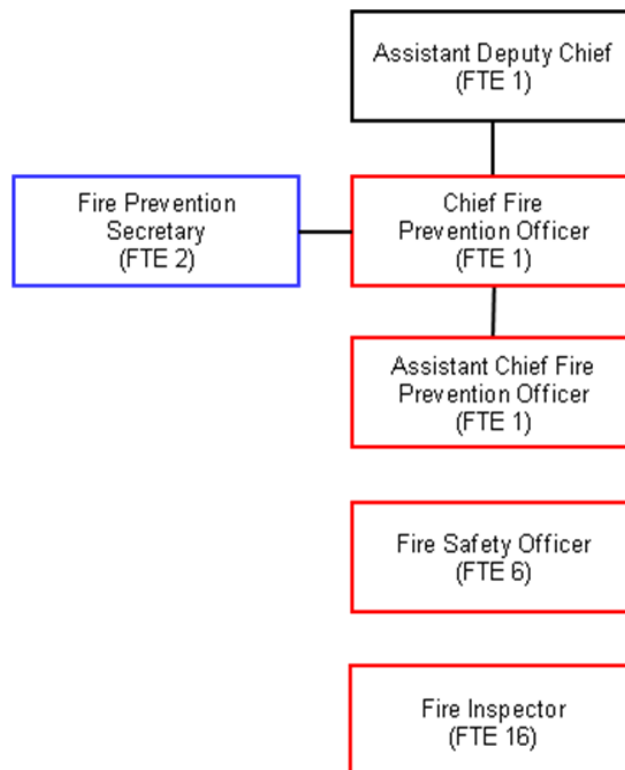 Assistant Deputy Chief
(FTE 1)
Fire Prevention
Secretary
(FTE 2)
Chief Fire
Prevention Officer
(FTE 1)
Assistant Chief Fire
Prevention Officer
(FTE 1)
Fire Safety Officer
(FTE 6)
Fire Inspector
(FTE 16)